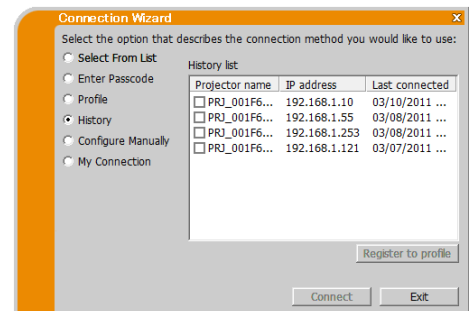 Connection Wizard
x
Select the option that describes the connection method you would like to use:
Select From List
Enter Passcode
Profile
History
Configure Manually
My Connection
History list
Projector name IP address Last connected
PRJ_001F6... 192.168.1.10 03/10/2011 ...
PRJ_001F6... 192.168.1.55 03/08/2011 ...
PRJ_001F6... 192.168.1.253 03/08/2011 ...
PRJ_001F6... 192.168.1.121 03/07/2011 ...
Register to profile
Connect Exit